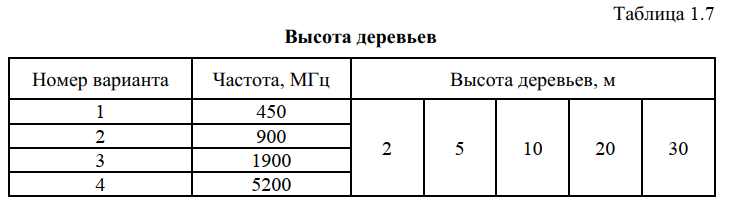 Таблица 1.7
Высота деревьев
Номер варианта Частота, МГц Высота деревьев, м
1 450
2 900
2 5 10 20 30
3 1900
4 5200